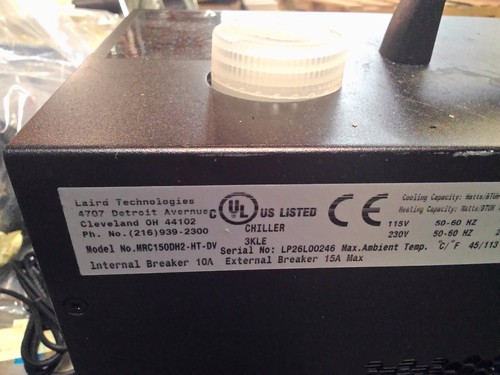 Laird Technologies
4707 Detroit Avernue
Cleveland OH 44102
Ph. No.(216)939-2300
Model No.MRC150DH2-HT-DV
Internal Breaker 10A External Breaker 15A Max
C UL US LISTED
CHILLER
3KLE
Serial No: LP26L00246 Max.Ambient Temp. °C/°F 45/113
CE
Cooling Capacity: Watts/BTUH
Heating Capacity: Watts/BTUH
115V 50-60 HZ
230V 50-60 HZ